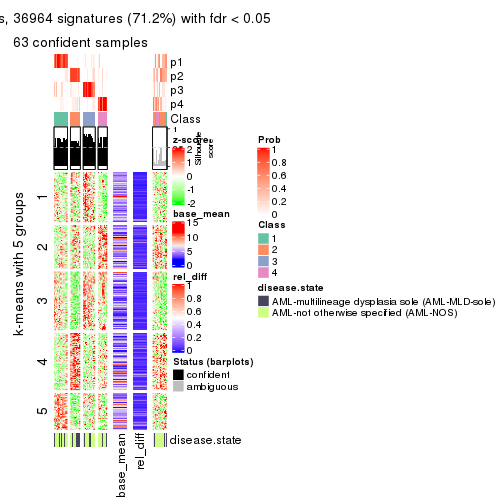 s, 36964 signatures (71.2%) with fdr < 0.05
63 confident samples
p1
p2
p3
p4
Class
1
Silhouette
score
z-score
2
1
0
-1
-2
base_mean
15
10
5
0
rel_diff
1
0.8
0.6
0.4
0.2
0
Status (barplots)
confident
ambiguous
Prob
1
0.8
0.6
0.4
0.2
0
Class
1
2
3
4
disease.state
AML-multilineage dysplasia sole (AML-MLD-sole)
AML-not otherwise specified (AML-NOS)
k-means with 5 groups
1
2
3
4
5
disease.state
base_mean
rel_diff